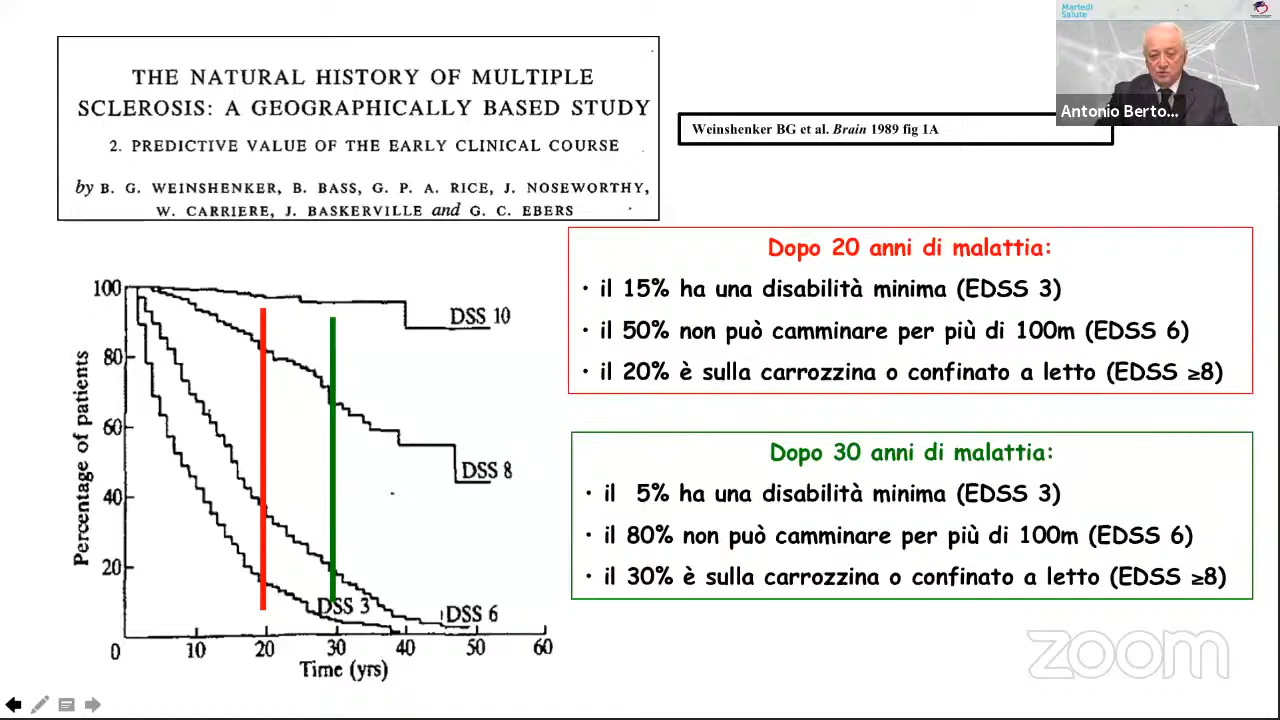 Martedì
Salute
Antonio Berto...
THE NATURAL HISTORY OF MULTIPLE
SCLEROSIS: A GEOGRAPHICALLY BASED STUDY
2. PREDICTIVE VALUE OF THE EARLY CLINICAL COURSE
by B. G. WEINSHENKER, B. BASS, G. P. A. RICE, J. NOSEWORTHY,
W. CARRIERE, J. BASKERVILLE and G. C. EBERS
Weinshenker BG et al. Brain 1989 fig 1A
Dopo 20 anni di malattia:
• il 15% ha una disabilità minima (EDSS 3)
• il 50% non può camminare per più di 100m (EDSS 6)
• il 20% è sulla carrozzina o confinato a letto (EDSS ≥8)
Dopo 30 anni di malattia:
• il 5% ha una disabilità minima (EDSS 3)
• il 80% non può camminare per più di 100m (EDSS 6)
• il 30% è sulla carrozzina o confinato a letto (EDSS ≥8)
Percentage of patients
100
80
60
40
20
DSS 10
DSS 8
DSS 3
DSS 6
0 10 20 30 40 50 60
Time (yrs)
zoom